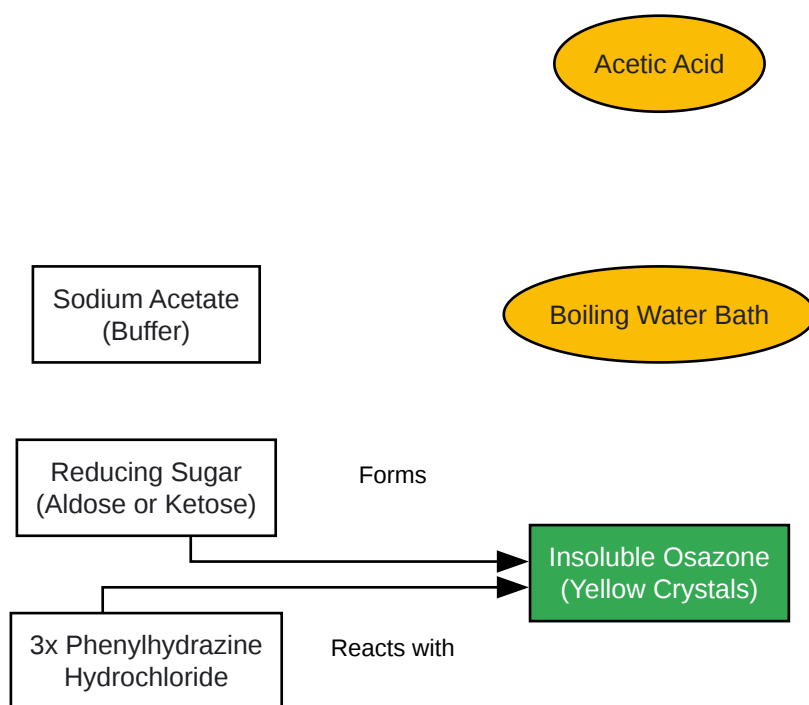 Acetic Acid
Sodium Acetate
(Buffer)
Boiling Water Bath
Reducing Sugar
(Aldose or Ketose)
Forms
Insoluble Osazone
(Yellow Crystals)
3x Phenylhydrazine
Hydrochloride
Reacts with